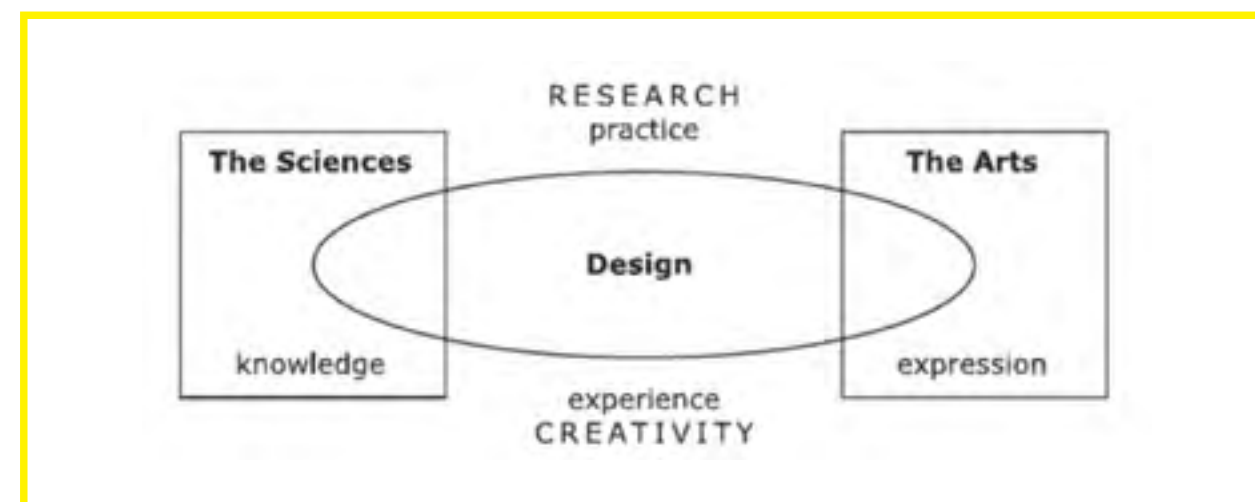 RESEARCH
practice
The Sciences
The Arts
Design
knowledge
expression
experience
CREATIVITY